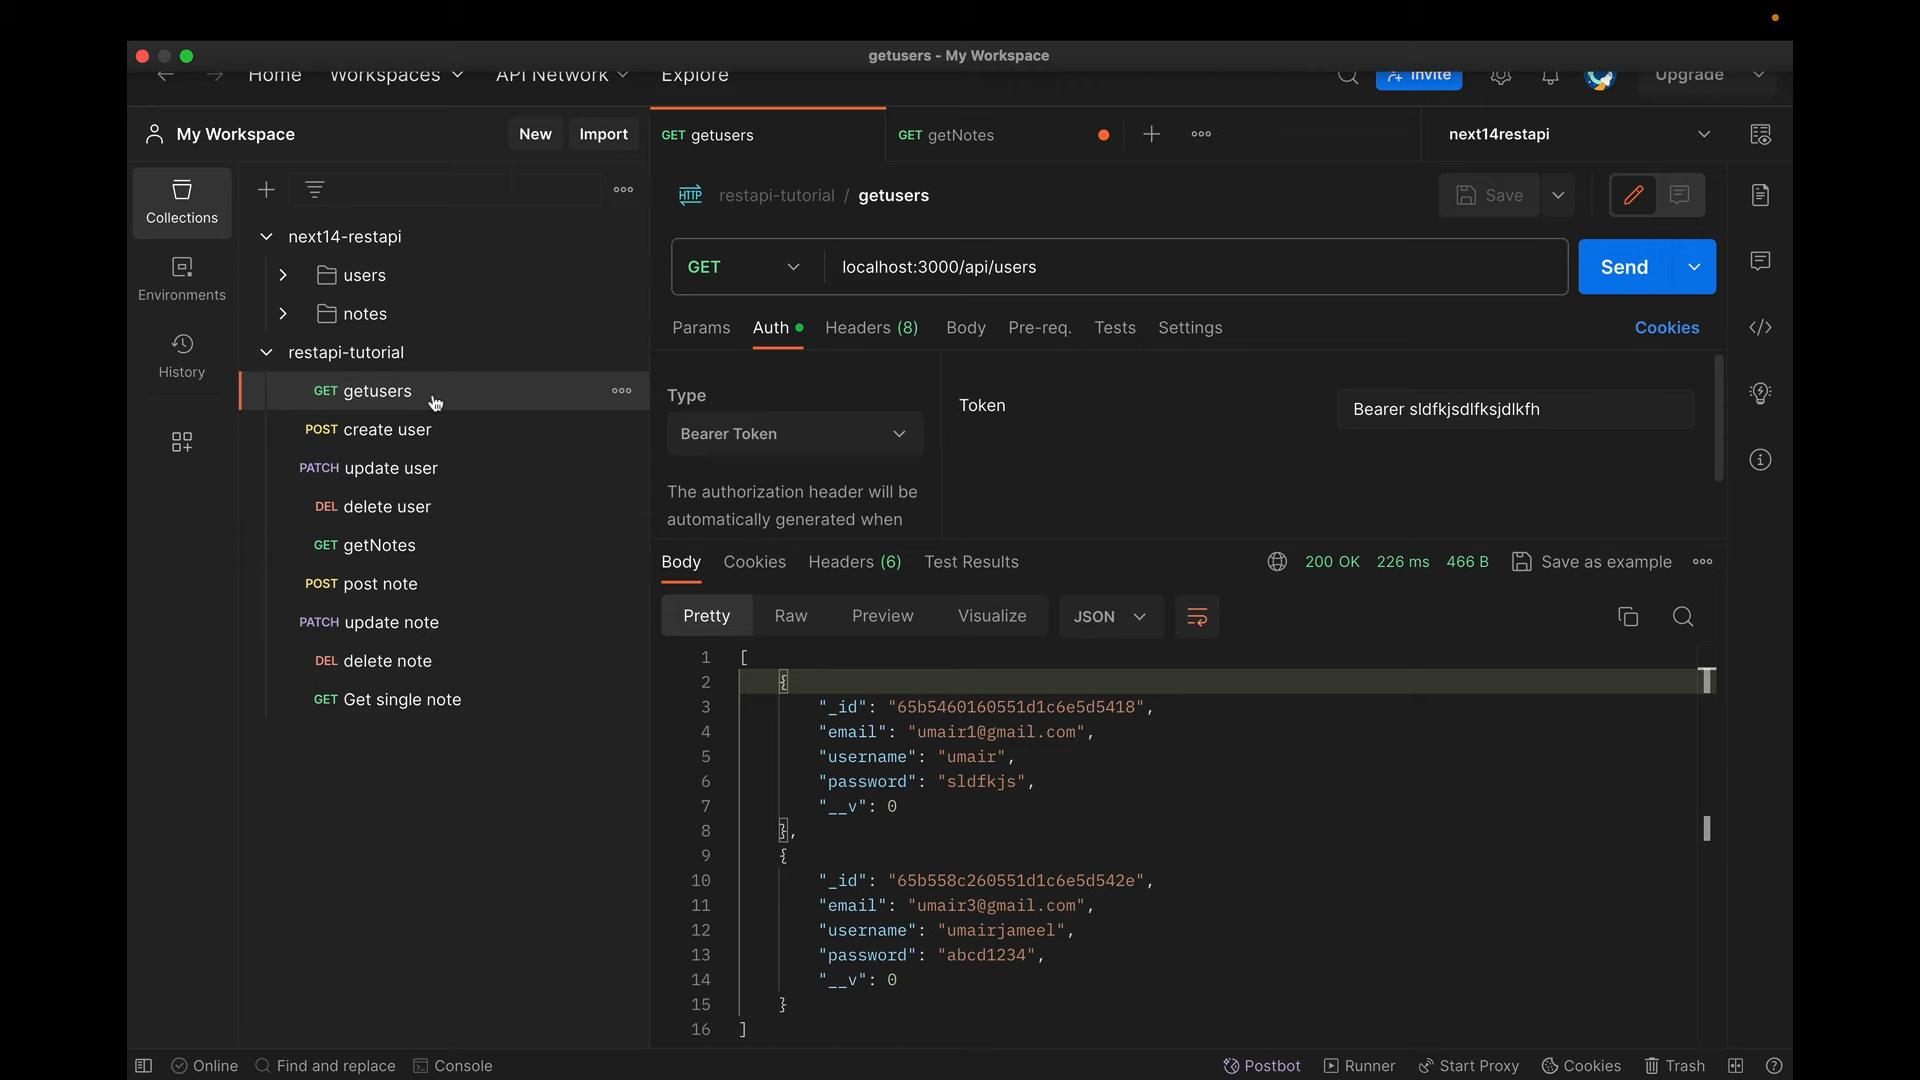 getusers - My Workspace
Home Workspaces API Network Explore Invite Upgrade
My Workspace New Import
GET getusers GET getNotes next14restapi
Collections
Environments
History
next14-restapi
users
notes
restapi-tutorial
GET getusers
POST create user
PATCH update user
DEL delete user
GET getNotes
POST post note
PATCH update note
DEL delete note
GET Get single note
HTTP restapi-tutorial / getusers Save
GET localhost:3000/api/users Send
Params Auth Headers (8) Body Pre-req. Tests Settings Cookies
Type
Bearer Token
The authorization header will be
automatically generated when
Token Bearer sldfkjsdlfksjdlkfh
Body Cookies Headers (6) Test Results 200 OK 226 ms 466 B Save as example
Pretty Raw Preview Visualize JSON
1 [
2 {
3 "_id": "65b5460160551d1c6e5d5418",
4 "email": "umair1@gmail.com",
5 "username": "umair",
6 "password": "sldfkjs",
7 "__v": 0
8 },
9 {
10 "_id": "65b558c260551d1c6e5d542e",
11 "email": "umair3@gmail.com",
12 "username": "umairjameel",
13 "password": "abcd1234",
14 "__v": 0
15 }
16 ]
Online Find and replace Console Postbot Runner Start Proxy Cookies Trash